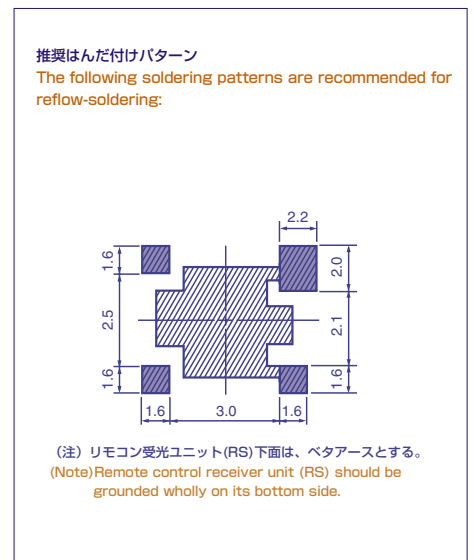 推奨はんだ付けパターン
The following soldering patterns are recommended for
reflow-soldering:
2.2
1.6
2.0
2.5
2.1
1.6
1.6
1.6
3.0
1.6
（注）リモコン受光ユニット(RS)下面は、ベタアースとする。
(Note)Remote control receiver unit (RS) should be
grounded wholly on its bottom side.